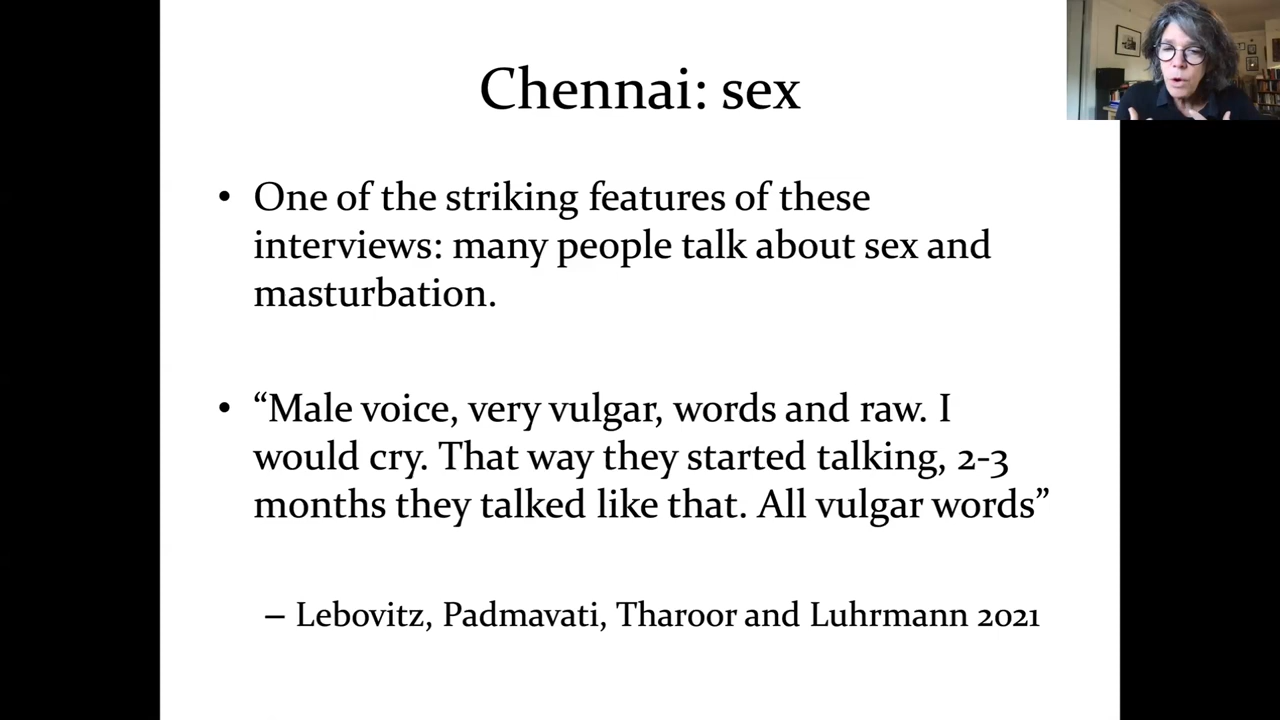 Chennai: sex
• One of the striking features of these
interviews: many people talk about sex and
masturbation.
• “Male voice, very vulgar, words and raw. I
would cry. That way they started talking, 2-3
months they talked like that. All vulgar words”
– Lebovitz, Padmavati, Tharoor and Luhrmann 2021